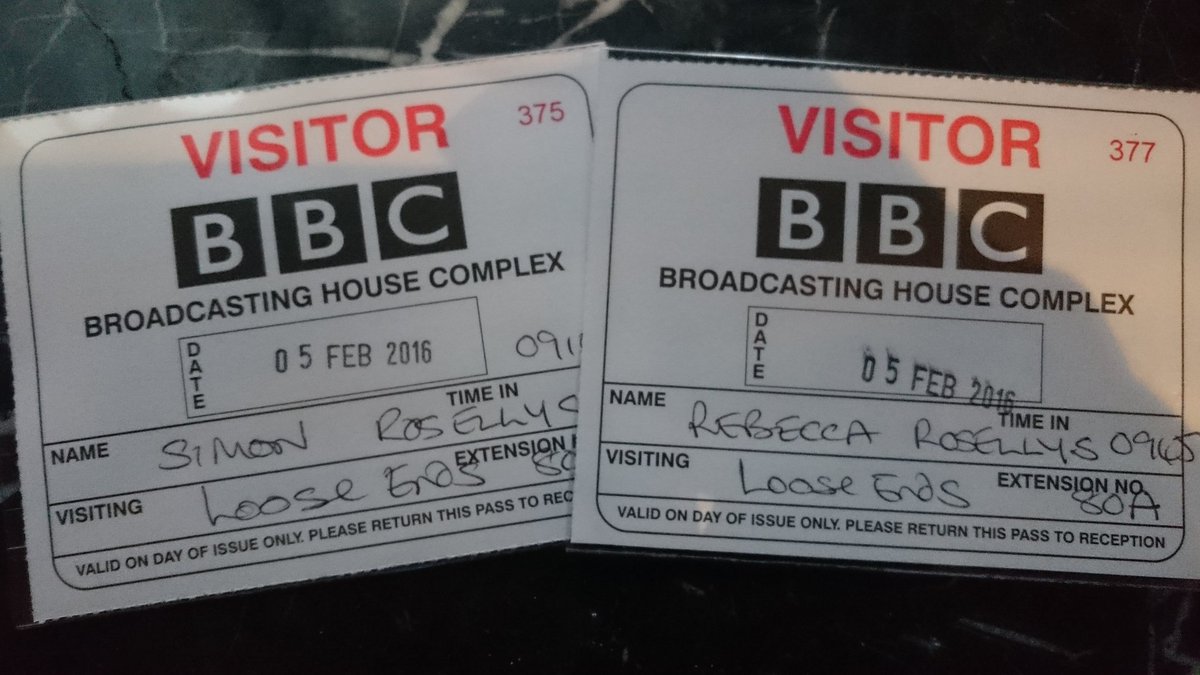 VISITOR 375
BBC
BROADCASTING HOUSE COMPLEX
DATE 05 FEB 2016
TIME IN
NAME SIMON ROSELLYS
EXTENSION
VISITING Loose Ends
VALID ON DAY OF ISSUE ONLY. PLEASE RETURN THIS PASS TO REC
VISITOR 377
BBC
BROADCASTING HOUSE COMPLEX
DATE 05 FEB 2016
TIME IN
NAME REBECCA ROSELLYS 0945
EXTENSION NO.
VISITING Loose Ends 80A
VALID ON DAY OF ISSUE ONLY. PLEASE RETURN THIS PASS TO RECEPTION